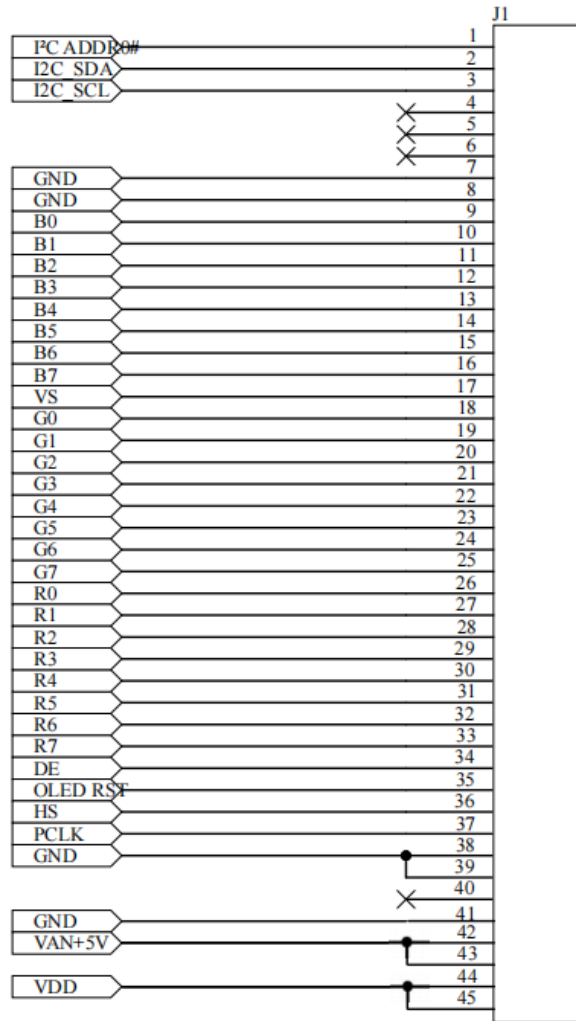 J1
I²C ADDR0# 1
I2C_SDA 2
I2C_SCL 3
4
5
6
GND 7
GND 8
B0 9
B1 10
B2 11
B3 12
B4 13
B5 14
B6 15
B7 16
VS 17
G0 18
G1 19
G2 20
G3 21
G4 22
G5 23
G6 24
G7 25
R0 26
R1 27
R2 28
R3 29
R4 30
R5 31
R6 32
R7 33
DE 34
OLED RST 35
HS 36
PCLK 37
GND 38
39
40
GND 41
VAN+5V 42
43
VDD 44
45